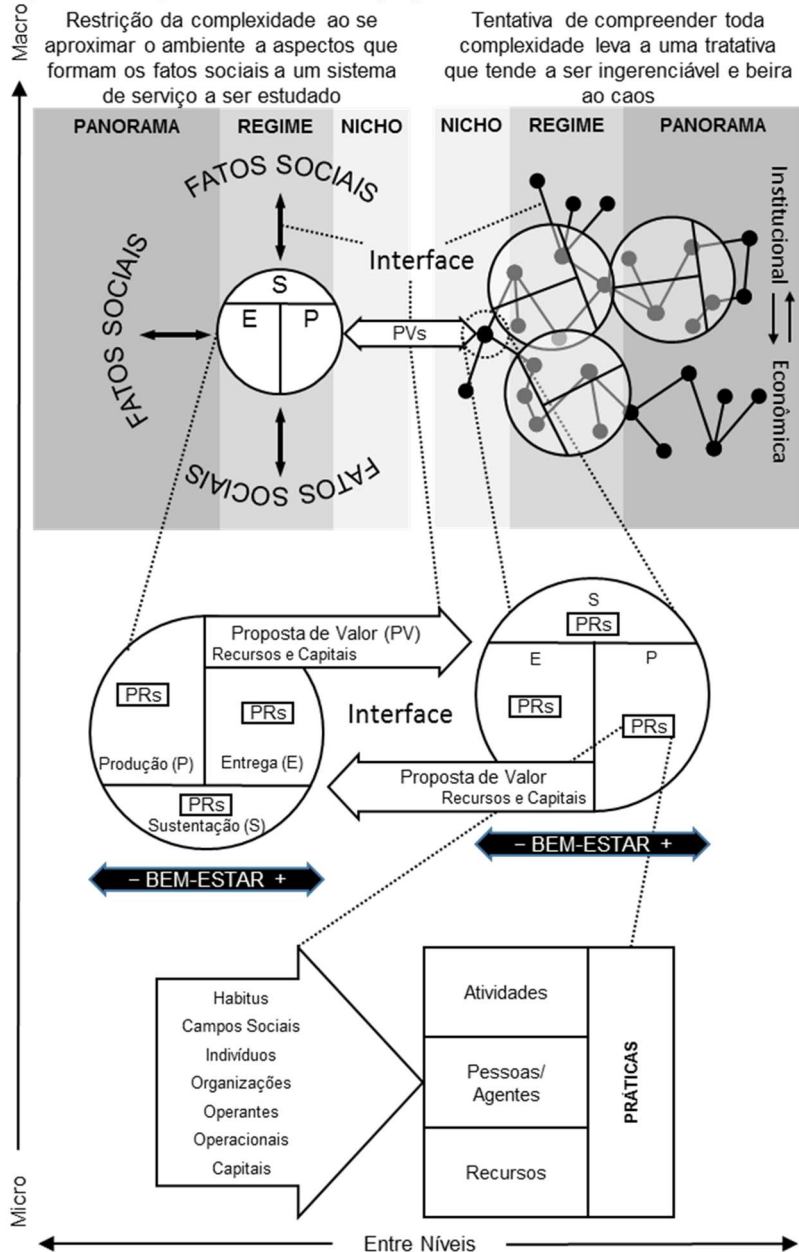 Macro
Restrição da complexidade ao se
aproximar o ambiente a aspectos que
formam os fatos sociais a um sistema
de serviço a ser estudado
Tentativa de compreender toda
complexidade leva a uma tratativa
que tende a ser ingerenciável e beira
ao caos
PANORAMA
REGIME
NICHO
NICHO
REGIME
PANORAMA
FATOS SOCIAIS
FATOS SOCIAIS
FATOS SOCIAIS
S
E
P
Interface
PVs
Institucional
Econômica
Proposta de Valor (PV)
Recursos e Capitais
PRs
PRs
Produção (P)
Entrega (E)
PRs
Sustentação (S)
Interface
S
PRs
E
P
PRs
PRs
Proposta de Valor
Recursos e Capitais
– BEM-ESTAR +
– BEM-ESTAR +
Habitus
Campos Sociais
Indivíduos
Organizações
Operantes
Operacionais
Capitais
Atividades
Pessoas/
Agentes
Recursos
PRÁTICAS
Micro
Entre Níveis